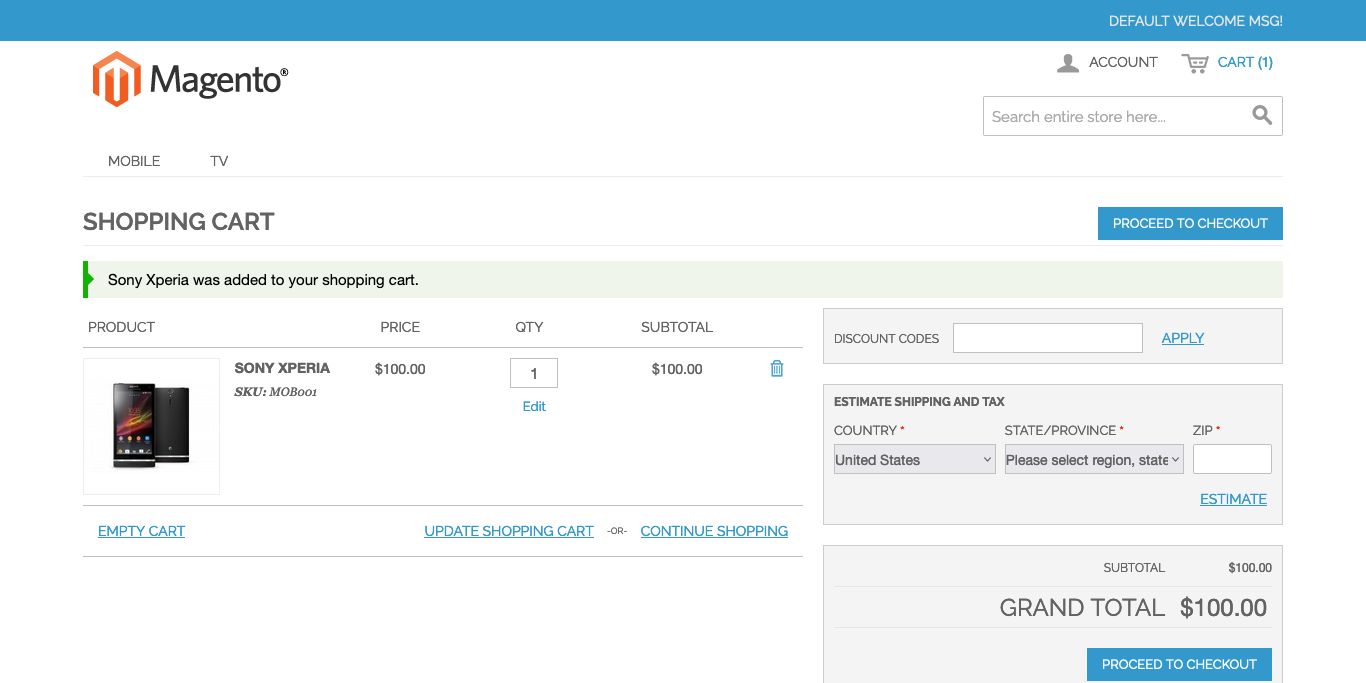 DEFAULT WELCOME MSG!
Magento®
ACCOUNT CART (1)
Search entire store here...
MOBILE TV
SHOPPING CART
PROCEED TO CHECKOUT
Sony Xperia was added to your shopping cart.
PRODUCT PRICE QTY SUBTOTAL
SONY XPERIA $100.00 1 $100.00
SKU: MOB001
Edit
EMPTY CART UPDATE SHOPPING CART -OR- CONTINUE SHOPPING
DISCOUNT CODES APPLY
ESTIMATE SHIPPING AND TAX
COUNTRY * STATE/PROVINCE * ZIP *
United States Please select region, state
ESTIMATE
SUBTOTAL $100.00
GRAND TOTAL $100.00
PROCEED TO CHECKOUT